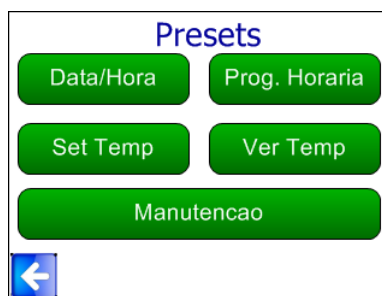 Presets
Data/Hora
Prog. Horaria
Set Temp
Ver Temp
Manutencao